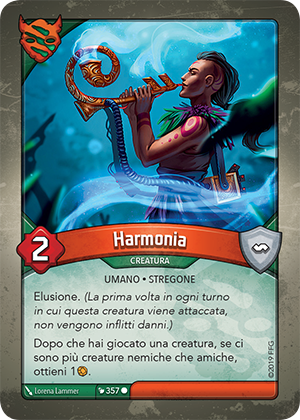 Harmonia
CREATURA
2
UMANO • STREGONE
Elusione. (La prima volta in ogni turno
in cui questa creatura viene attaccata,
non vengono inflitti danni.)
Dopo che hai giocato una creatura, se ci
sono più creature nemiche che amiche,
ottieni 1.
©2019 FFG
Lorena Lammer
357